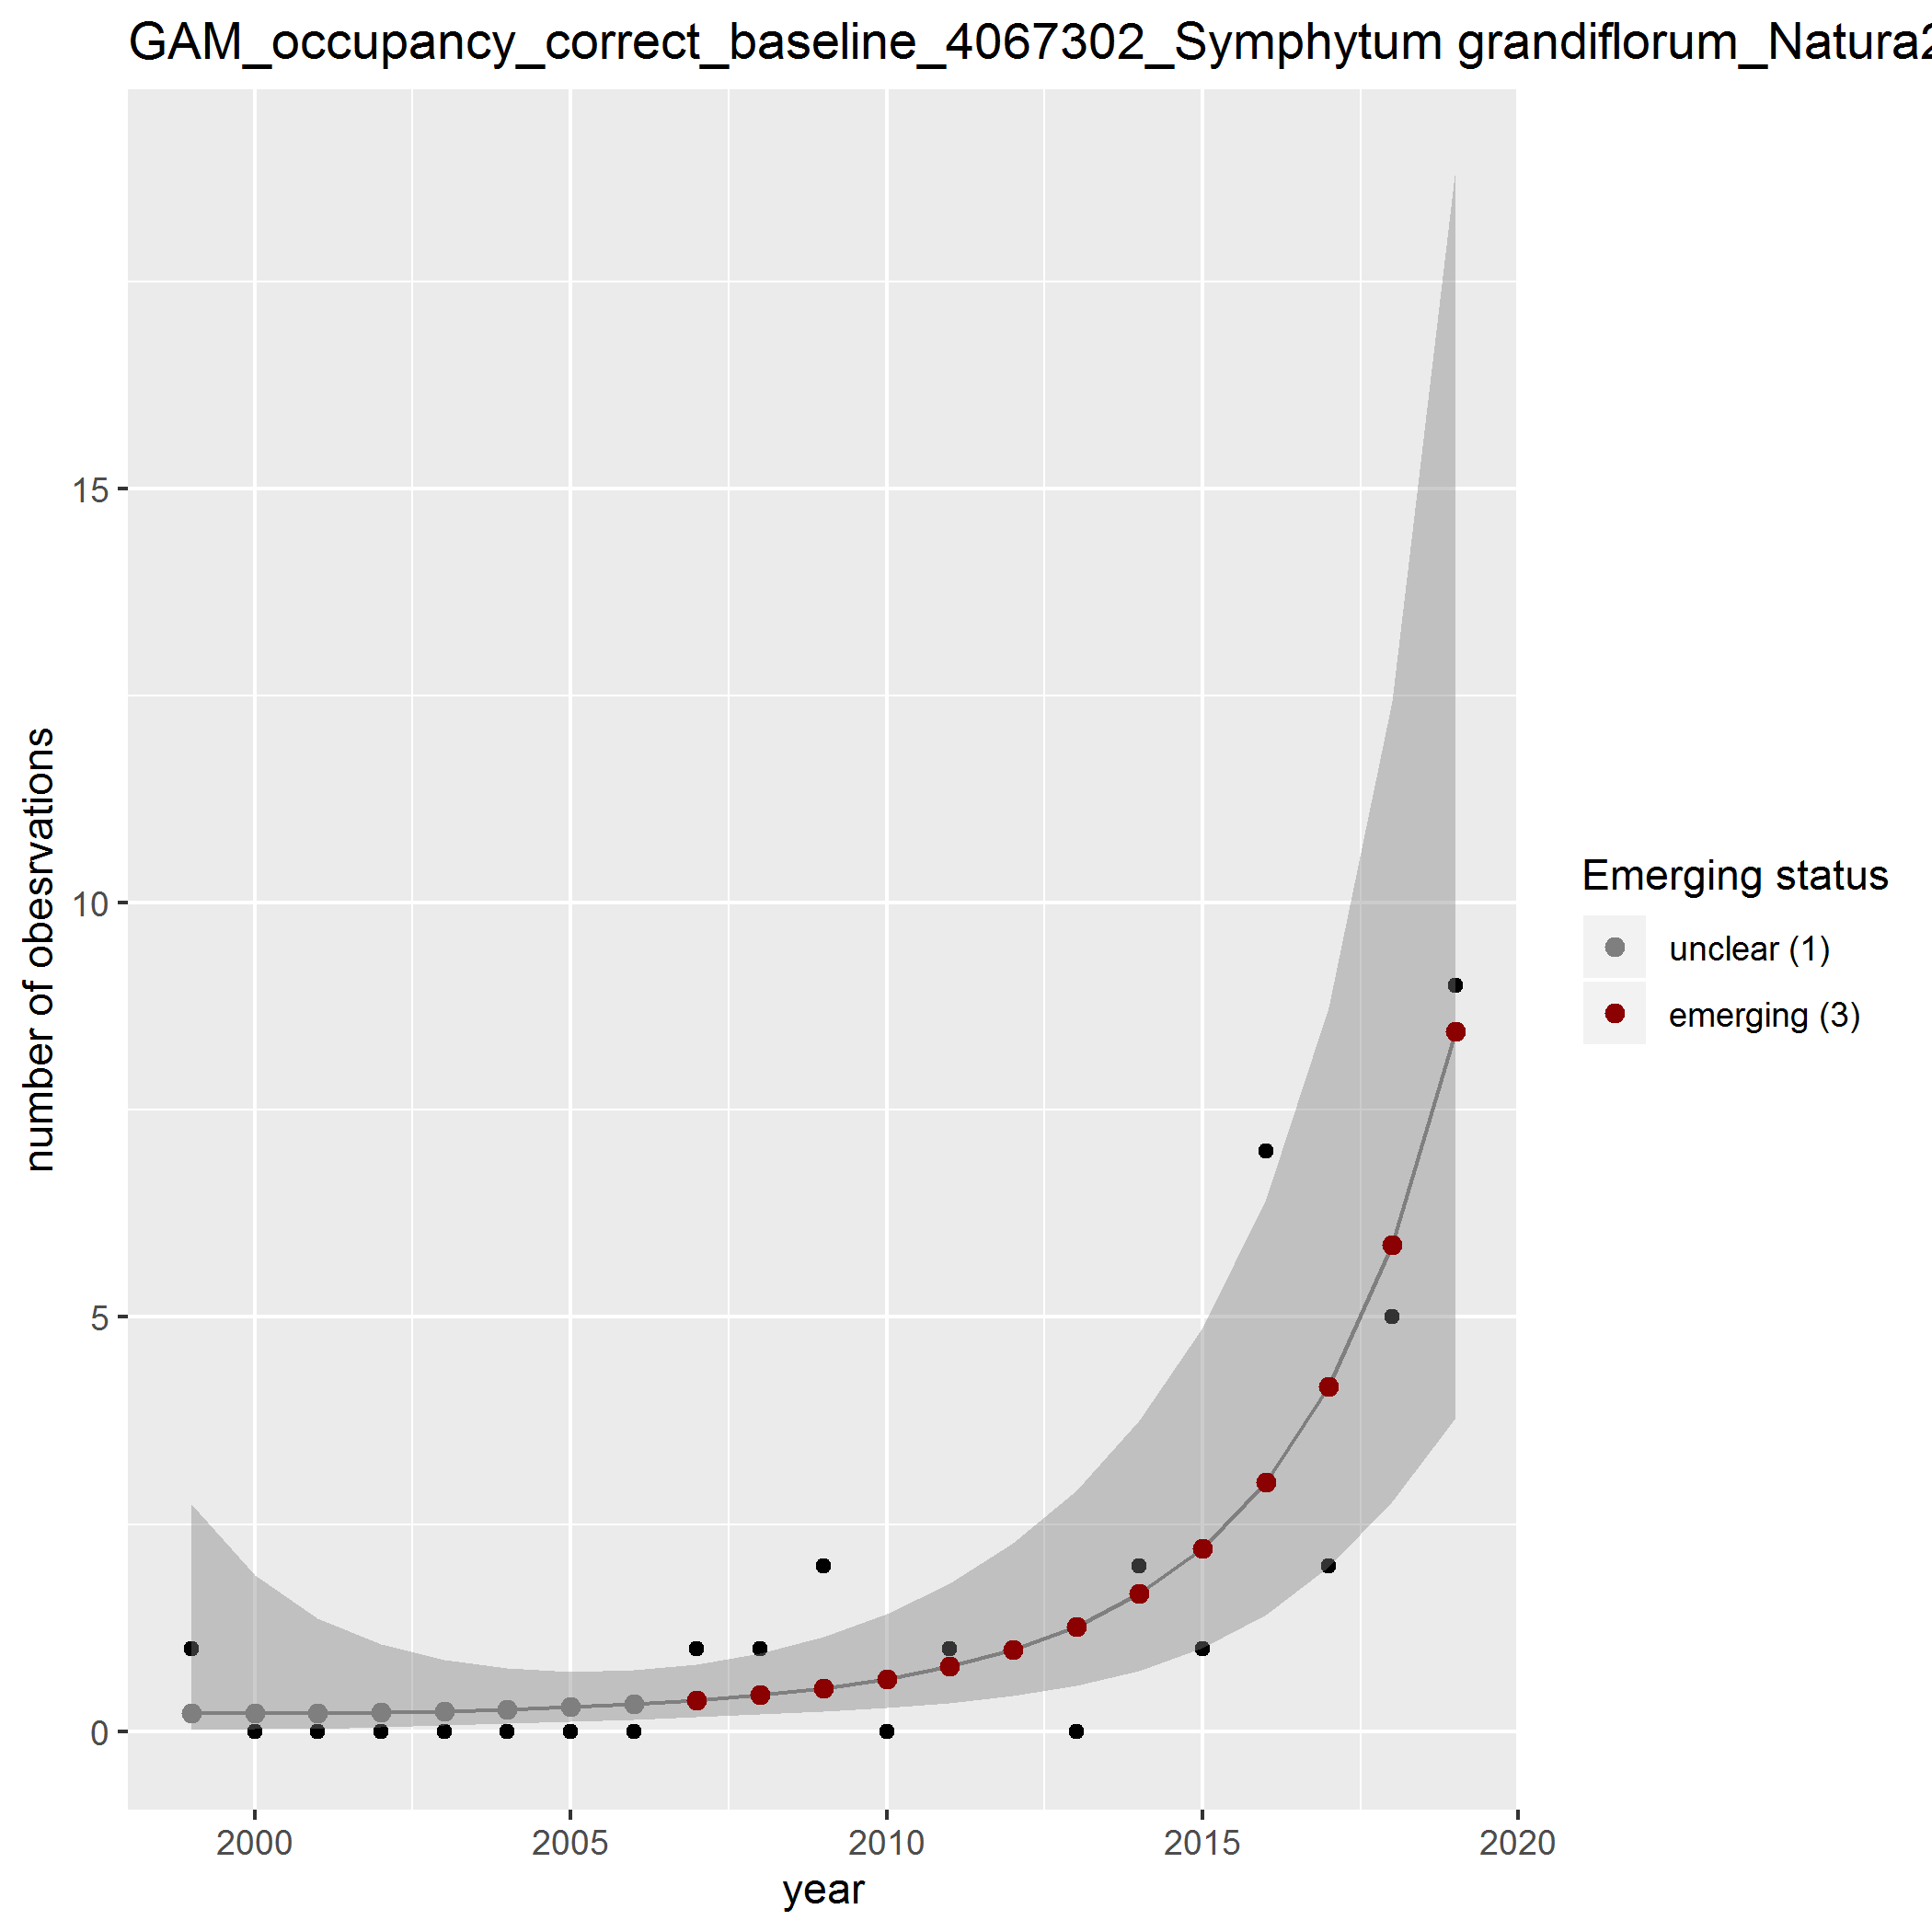 GAM_occupancy_correct_baseline_4067302_Symphytum grandiflorum_Natura2
15
10
5
0
number of obesrvations
2000
2005
2010
2015
2020
year
Emerging status
unclear (1)
emerging (3)